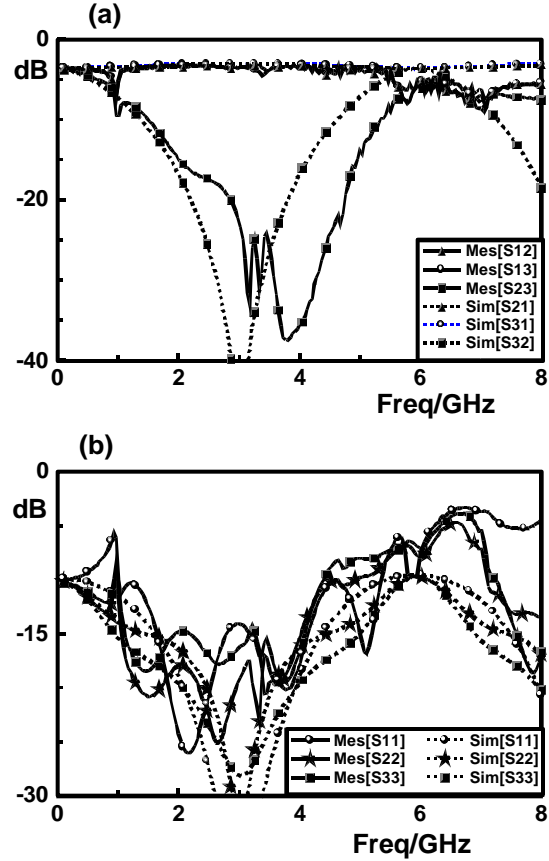 (a)
0
dB
-20
-40
Mes[S12]
Mes[S13]
Mes[S23]
Sim[S21]
Sim[S31]
Sim[S32]
0 2 4 6 8
Freq/GHz
(b)
0
dB
-15
-30
Mes[S11] Sim[S11]
Mes[S22] Sim[S22]
Mes[S33] Sim[S33]
0 2 4 6 8
Freq/GHz